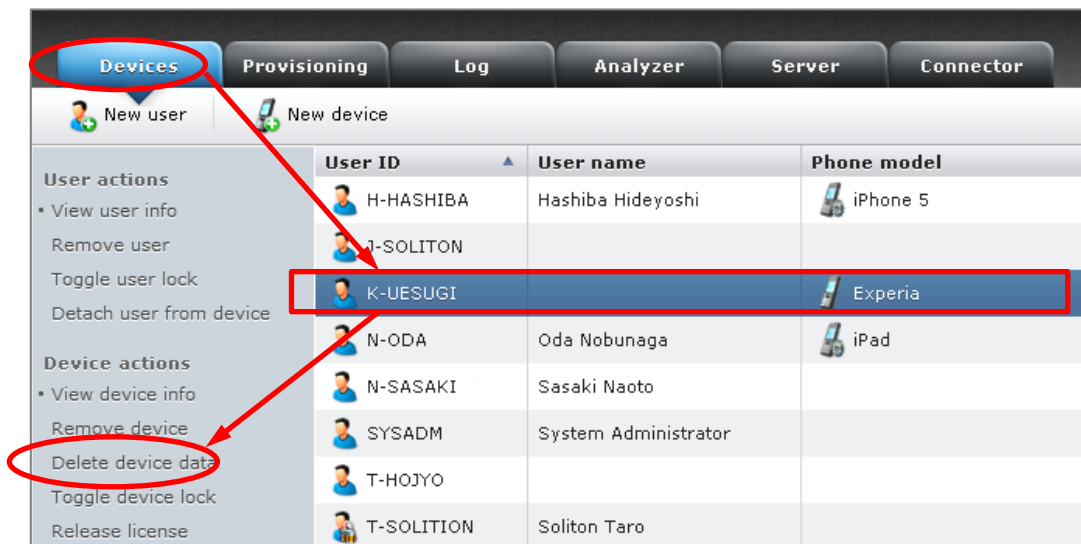 Devices Provisioning Log Analyzer Server Connector
New user New device
User ID User name Phone model
User actions
• View user info
Remove user
Toggle user lock
Detach user from device
Device actions
• View device info
Remove device
Delete device data
Toggle device lock
Release license
H-HASHIBA Hashiba Hideyoshi iPhone 5
J-SOLITON
K-UESUGI Experia
N-ODA Oda Nobunaga iPad
N-SASAKI Sasaki Naoto
SYSADM System Administrator
T-HOJYO
T-SOLITION Soliton Taro